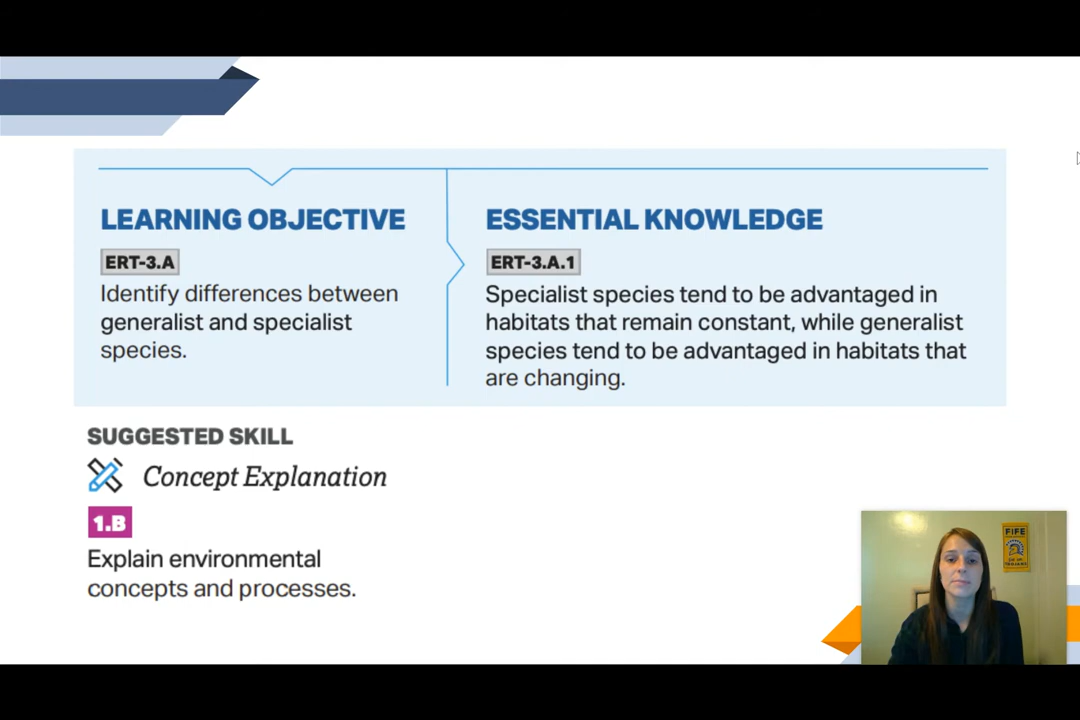 LEARNING OBJECTIVE
ERT-3.A
Identify differences between
generalist and specialist
species.
ESSENTIAL KNOWLEDGE
ERT-3.A.1
Specialist species tend to be advantaged in
habitats that remain constant, while generalist
species tend to be advantaged in habitats that
are changing.
SUGGESTED SKILL
Concept Explanation
1.B
Explain environmental
concepts and processes.
FIFE
TROJANS